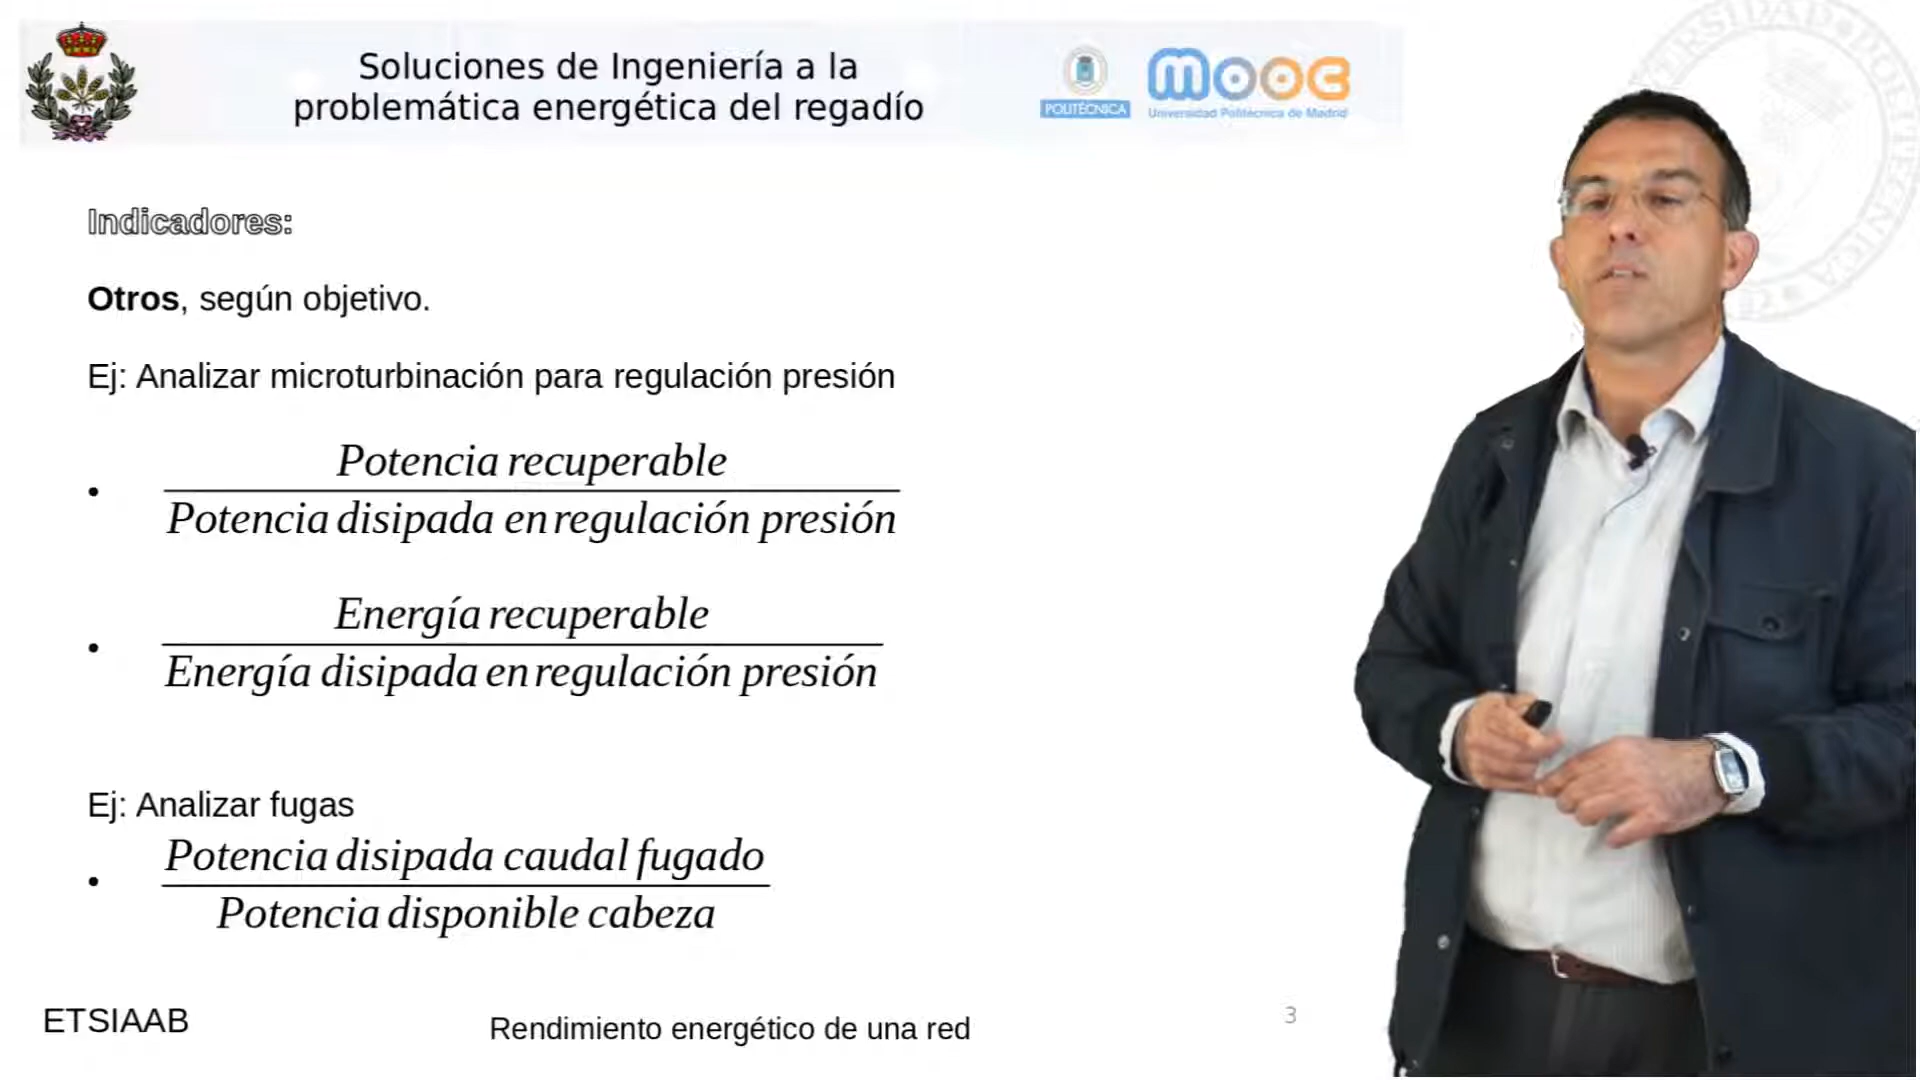 Soluciones de Ingeniería a la
problemática energética del regadío
POLITÉCNICA
mooc
Universidad Politécnica de Madrid
Indicadores:
Otros, según objetivo.
Ej: Analizar microturbinación para regulación presión
• Potencia recuperable
Potencia disipada en regulación presión
• Energía recuperable
Energía disipada en regulación presión
Ej: Analizar fugas
• Potencia disipada caudal fugado
Potencia disponible cabeza
ETSIAAB
Rendimiento energético de una red
3